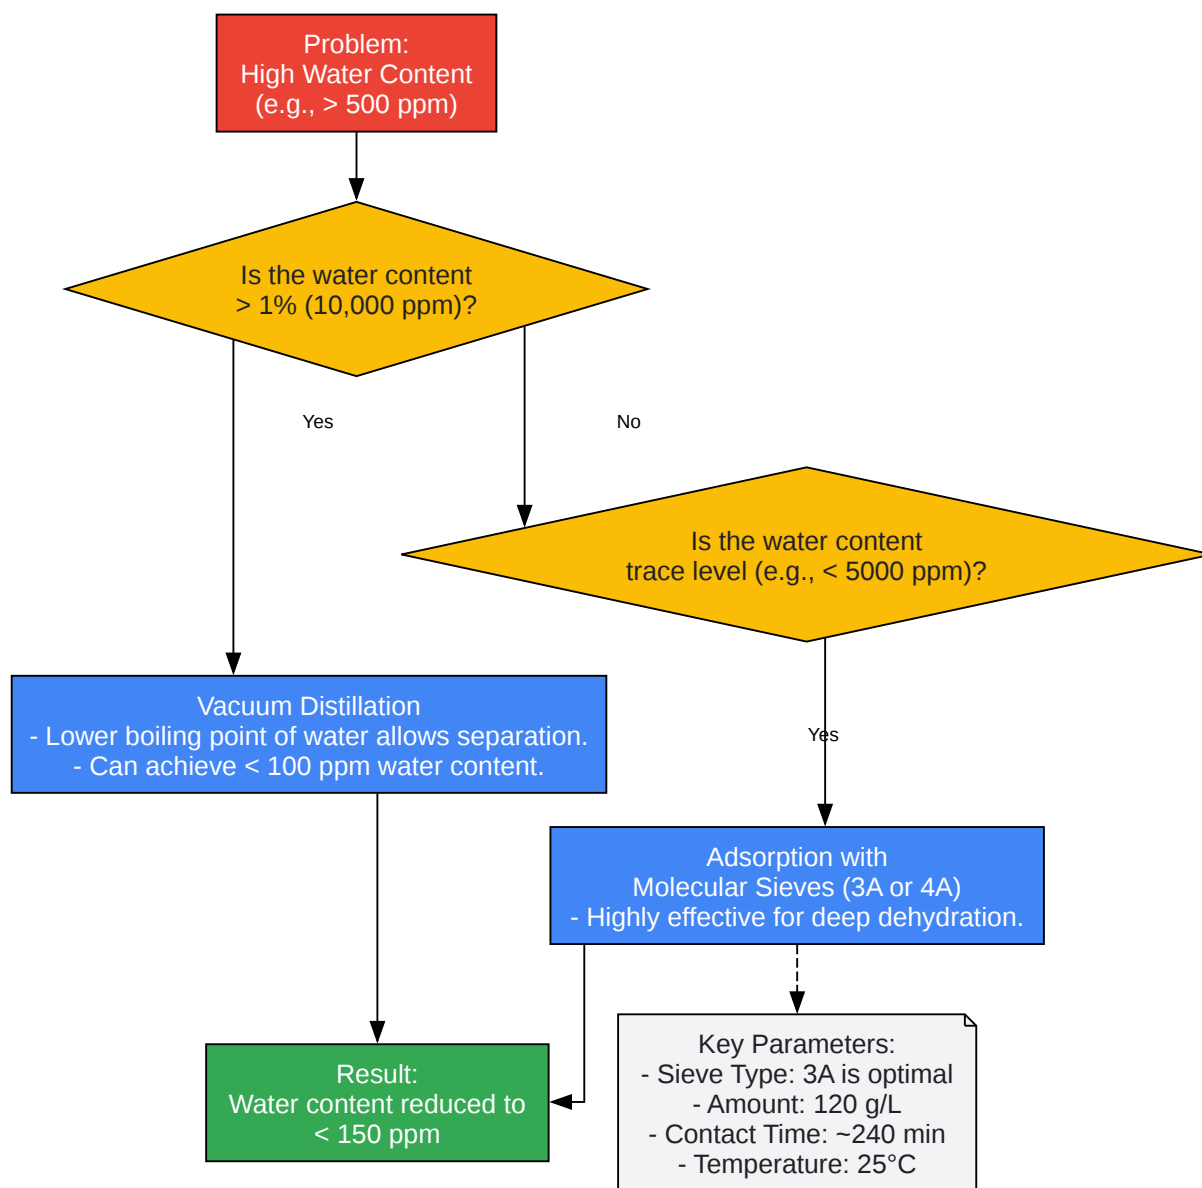 Problem:
High Water Content
(e.g., > 500 ppm)
Is the water content
> 1% (10,000 ppm)?
Yes
No
Is the water content
trace level (e.g., < 5000 ppm)?
Vacuum Distillation
- Lower boiling point of water allows separation.
- Can achieve < 100 ppm water content.
Yes
Adsorption with
Molecular Sieves (3A or 4A)
- Highly effective for deep dehydration.
Result:
Water content reduced to
< 150 ppm
Key Parameters:
- Sieve Type: 3A is optimal
- Amount: 120 g/L
- Contact Time: ~240 min
- Temperature: 25°C